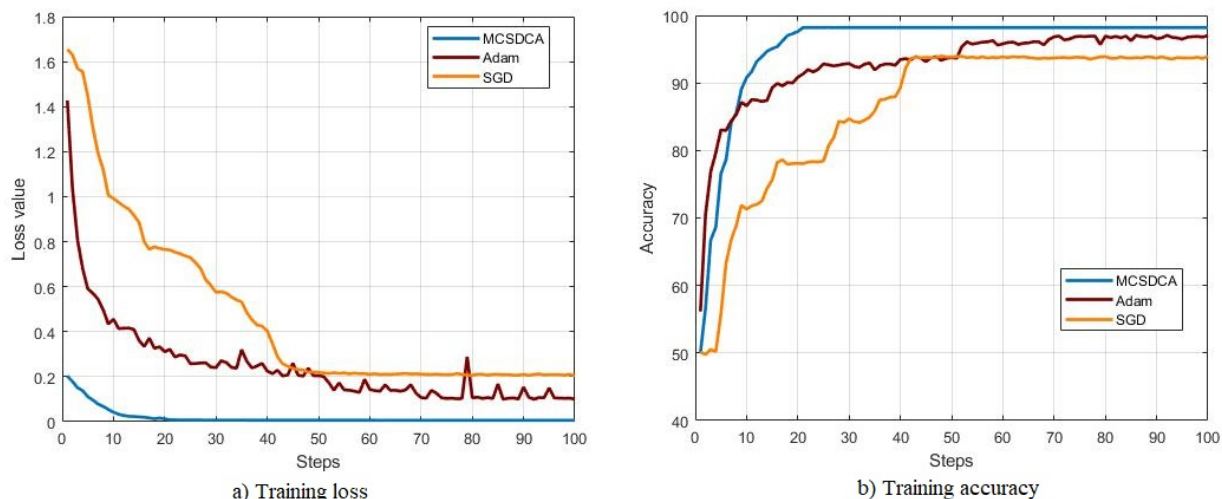 1.8
1.6
1.4
1.2
1
0.8
0.6
0.4
0.2
0
Loss value
MCSDCA
Adam
SGD
0 10 20 30 40 50 60 70 80 90 100
Steps
a) Training loss
100
90
80
70
60
50
40
Accuracy
MCSDCA
Adam
SGD
0 10 20 30 40 50 60 70 80 90 100
Steps
b) Training accuracy